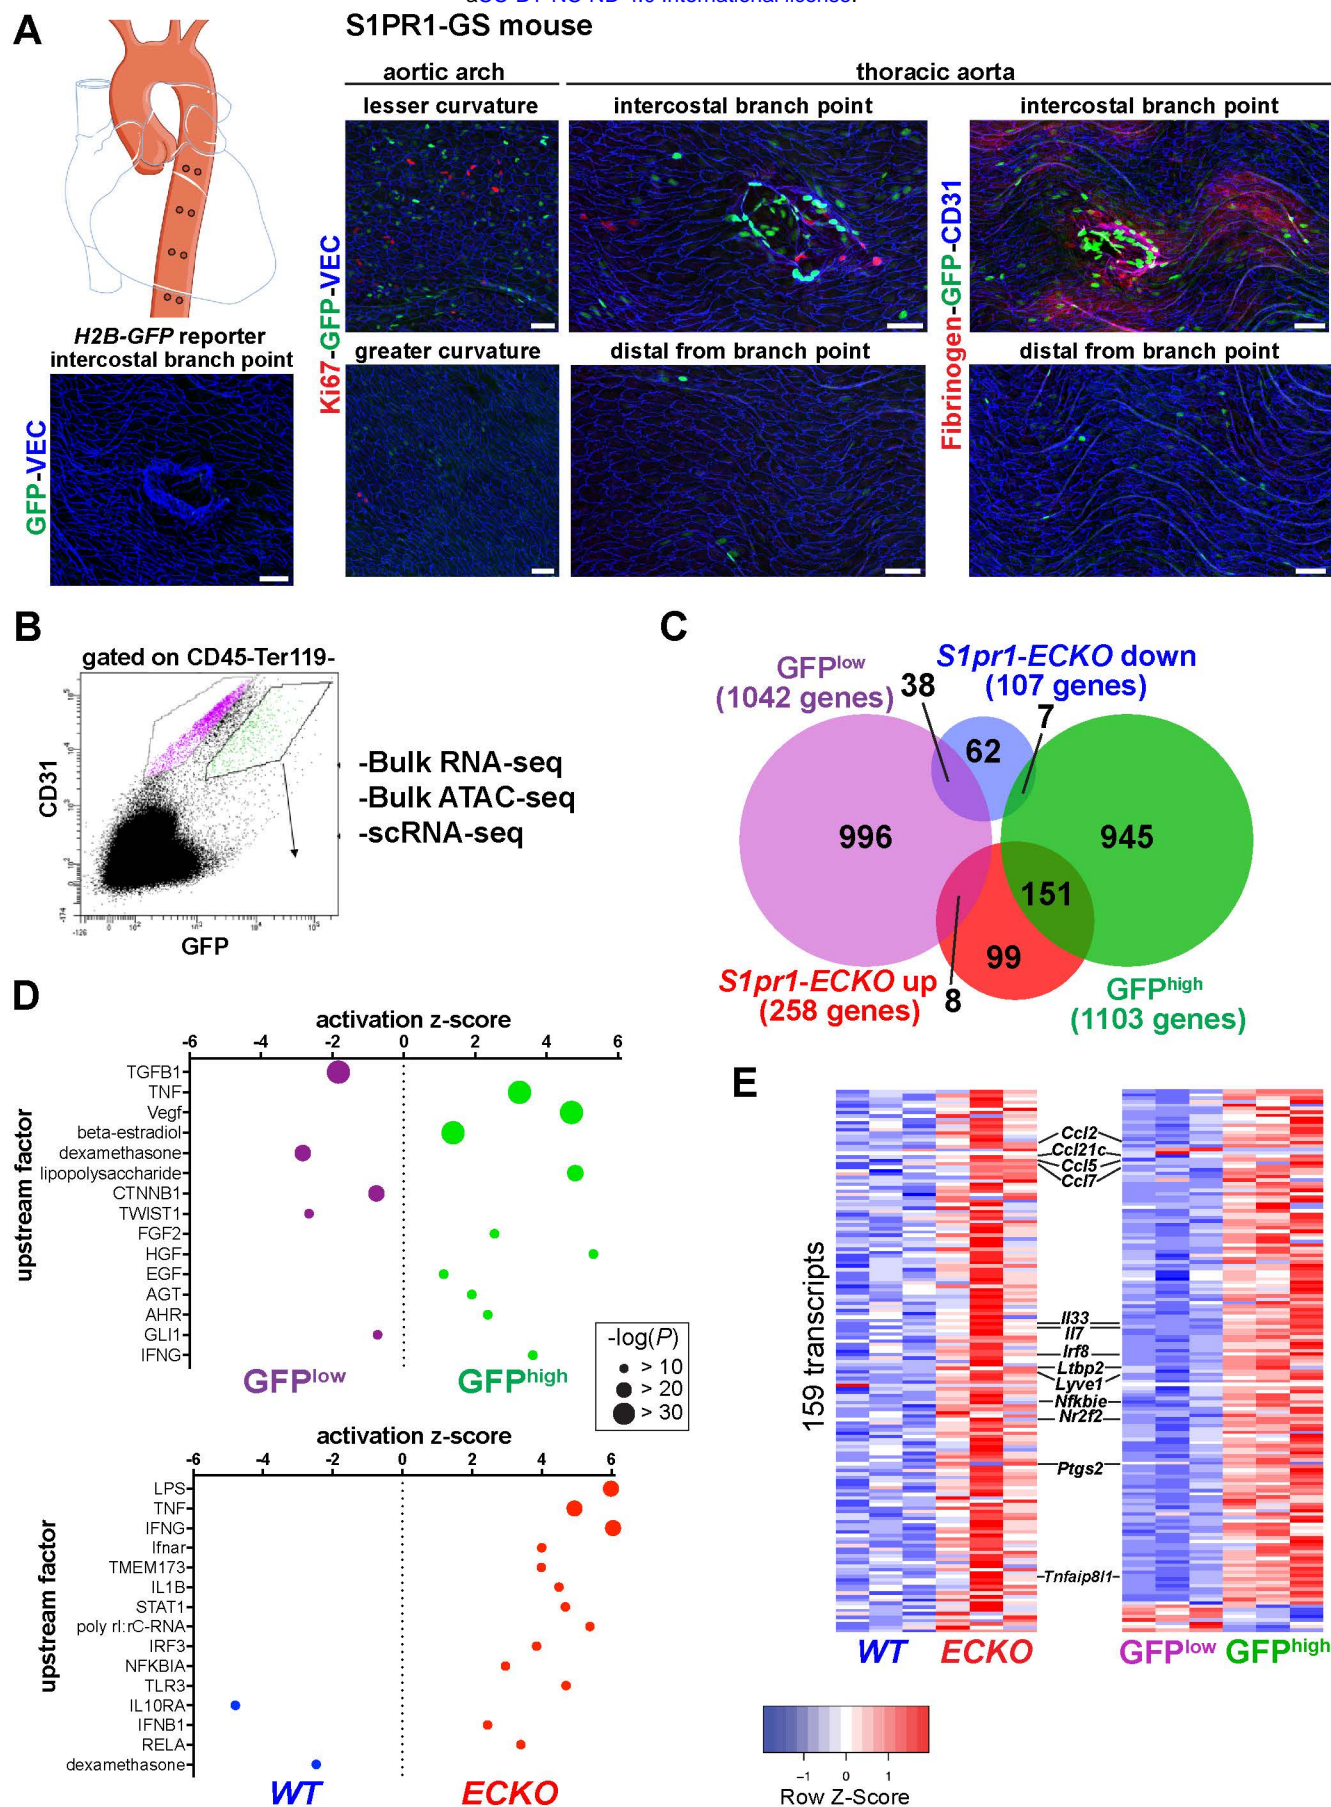 aCC-BY-NC-ND 4.0 International license.
A
S1PR1-GS mouse
aortic arch
thoracic aorta
lesser curvature
intercostal branch point
intercostal branch point
Ki67-GFP-VEC
Fibrinogen-GFP-CD31
H2B-GFP reporter
intercostal branch point
greater curvature
distal from branch point
distal from branch point
GFP-VEC
B
gated on CD45-Ter119-
CD31
GFP
-Bulk RNA-seq
-Bulk ATAC-seq
-scRNA-seq
C
GFPlow
(1042 genes)
38
S1pr1-ECKO down
(107 genes)
7
62
996
945
151
99
8
S1pr1-ECKO up
(258 genes)
GFPhigh
(1103 genes)
D
activation z-score
-6 -4 -2 0 2 4 6
upstream factor
TGFB1
TNF
Vegf
beta-estradiol
dexamethasone
lipopolysaccharide
CTNNB1
TWIST1
FGF2
HGF
EGF
AGT
AHR
GLI1
IFNG
GFPlow
GFPhigh
-log(P)
> 10
> 20
> 30
activation z-score
-6 -4 -2 0 2 4 6
upstream factor
LPS
TNF
IFNG
Ifnar
TMEM173
IL1B
STAT1
poly rI:rC-RNA
IRF3
NFKBIA
TLR3
IL10RA
IFNB1
RELA
dexamethasone
WT
ECKO
E
159 transcripts
Ccl2
Ccl21c
Ccl5
Ccl7
Il33
Il7
Irf8
Ltbp2
Lyve1
Nfkbie
Nr2f2
Ptgs2
Tnfaip8l1
WT
ECKO
GFPlow
GFPhigh
-1 0 1
Row Z-Score